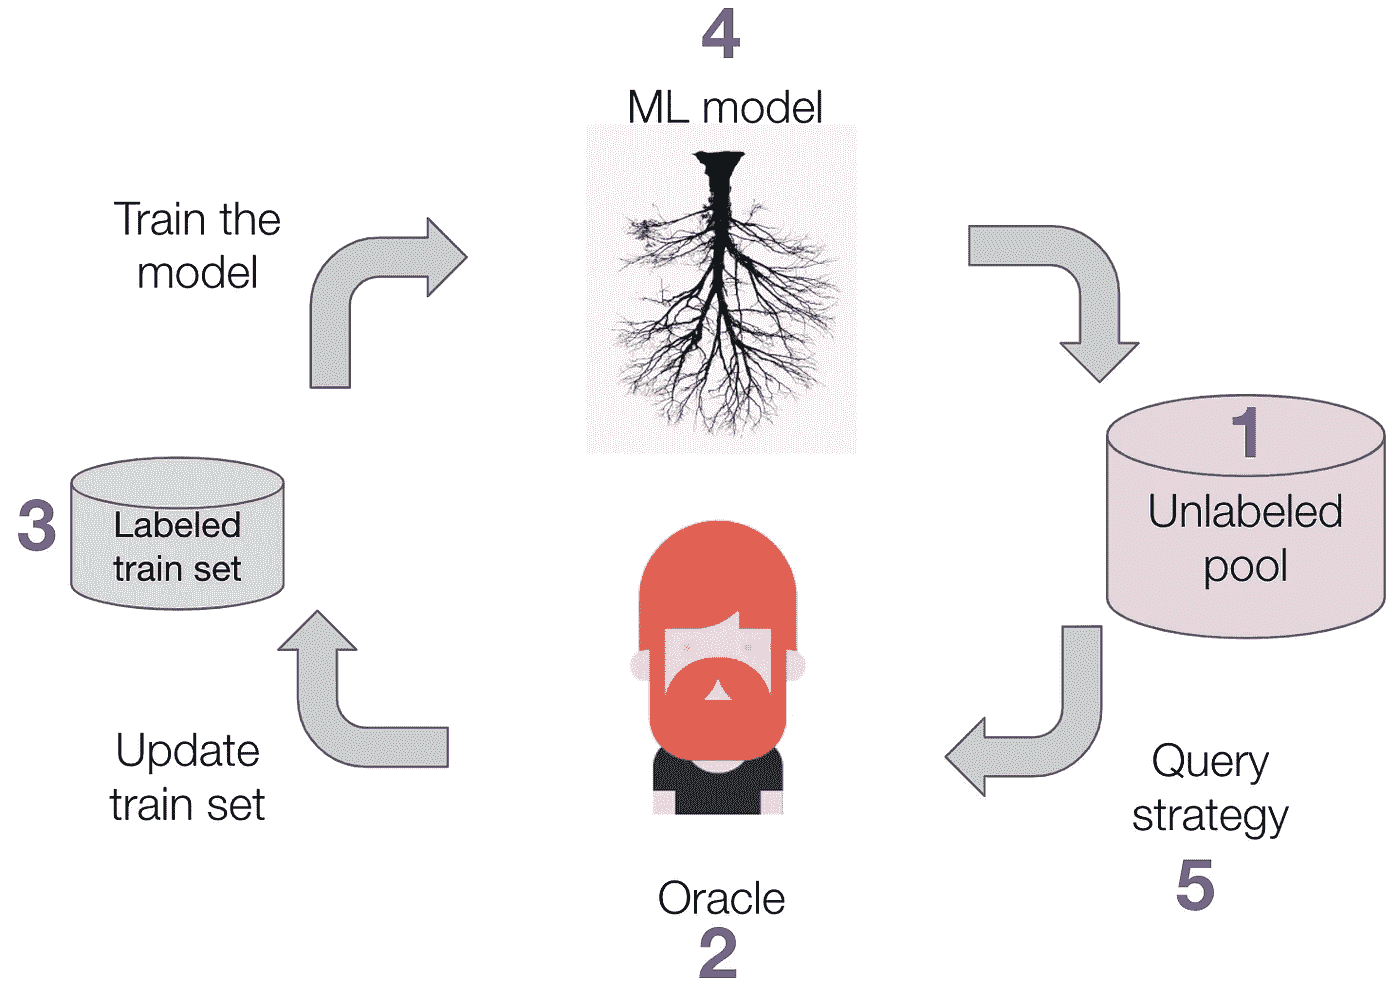 4
ML model
Train the
model
1
Unlabeled
pool
3
Labeled
train set
Update
train set
Query
strategy
5
Oracle
2